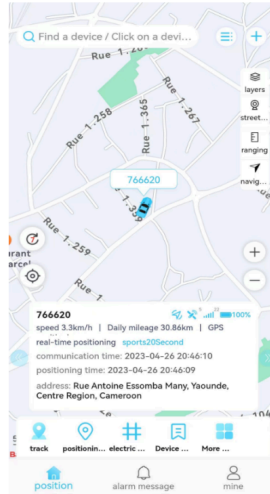 Find a device / Click on a devi...
Rue 1.258
Rue 1.365
Rue 1.267
layers
street...
ranging
navig...
766620
Rue 1.359
Rue 1.259
766620
100%
speed 3.3km/h | Daily mileage 30.86km | GPS
real-time positioning sports20Second
communication time: 2023-04-26 20:46:10
positioning time: 2023-04-26 20:46:09
address: Rue Antoine Essomba Many, Yaounde,
Centre Region, Cameroon
track
positionin...
electric ...
Device ...
More ...
position
alarm message
mine